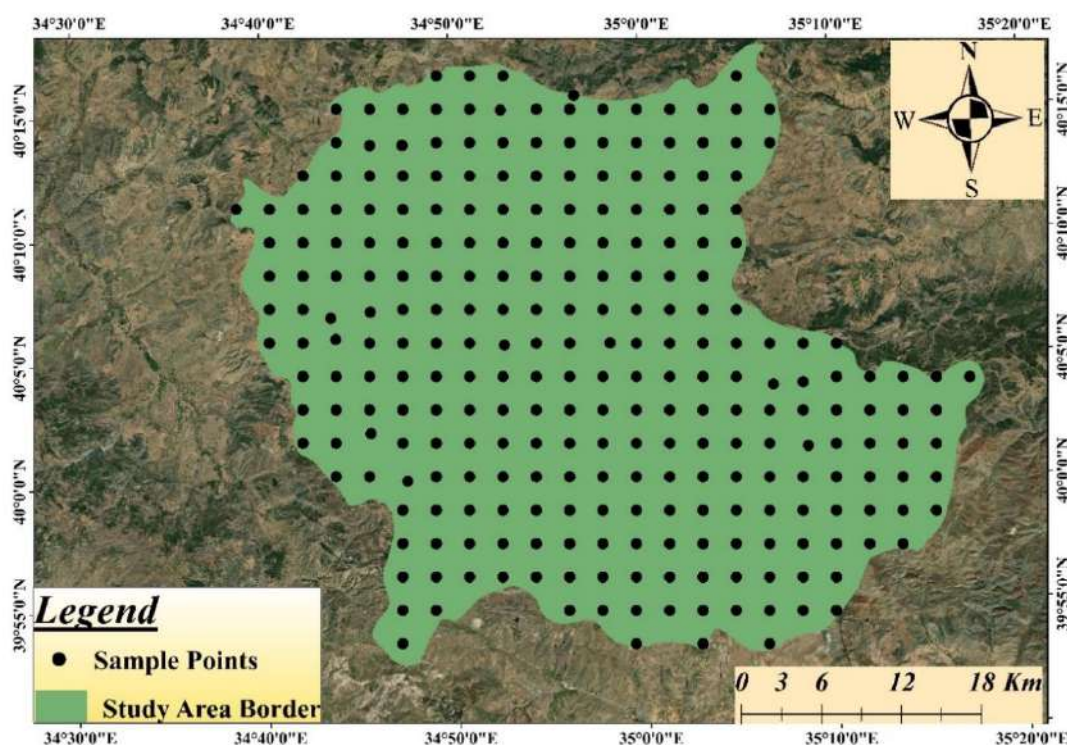 34°30'0"E 34°40'0"E 34°50'0"E 35°0'0"E 35°10'0"E 35°20'0"E
N
W E
S
40°15'0"N 40°15'0"N
40°10'0"N 40°10'0"N
40°5'0"N 40°5'0"N
40°0'0"N 40°0'0"N
39°55'0"N 39°55'0"N
Legend
Sample Points
Study Area Border
0 3 6 12 18 Km
34°30'0"E 34°40'0"E 34°50'0"E 35°0'0"E 35°10'0"E 35°20'0"E